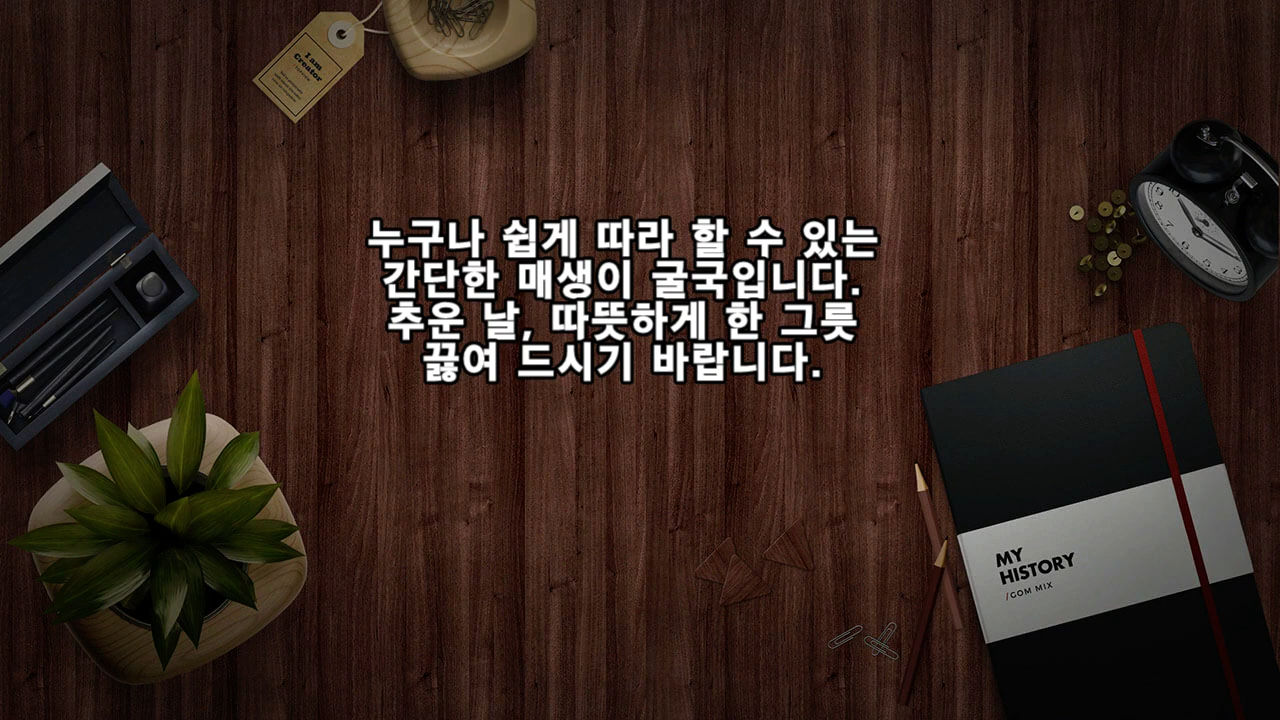 I am
Creator
누구나 쉽게 따라 할 수 있는
간단한 매생이 굴국입니다.
추운 날, 따뜻하게 한 그릇
끓여 드시기 바랍니다.
MY
HISTORY
/GOM MIX